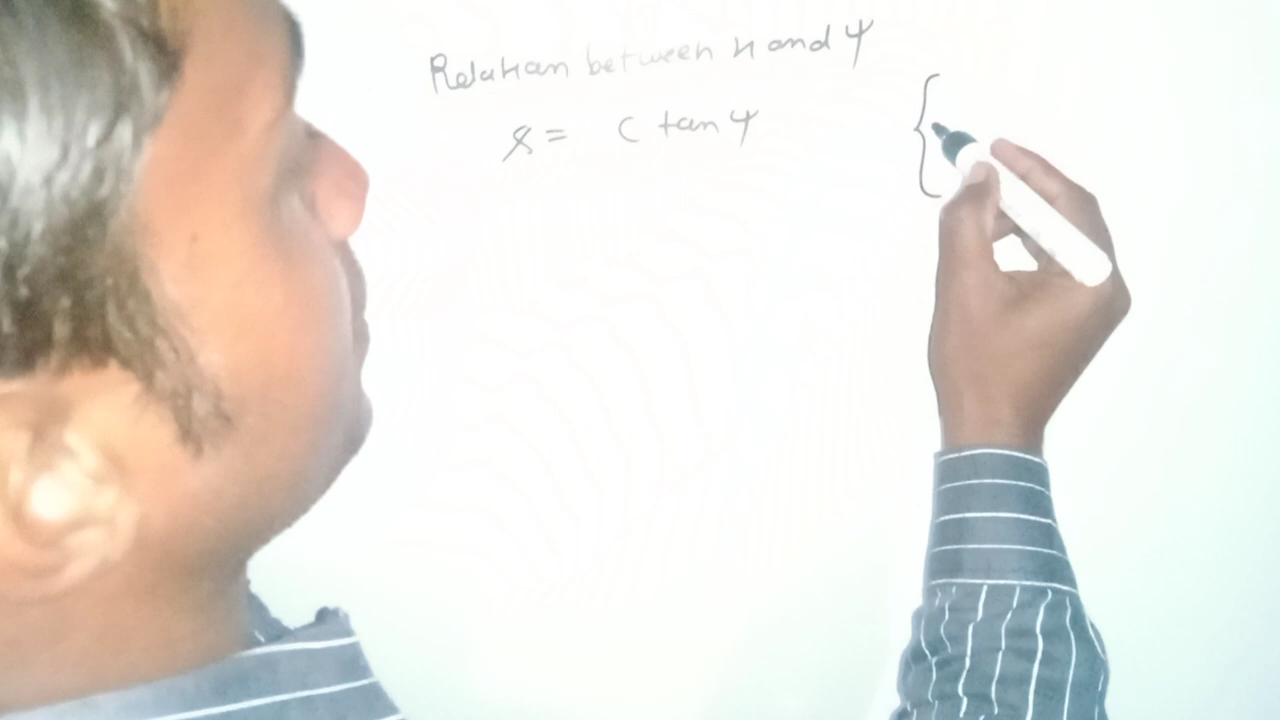 Relation between x and ψ
s = c tan ψ
{